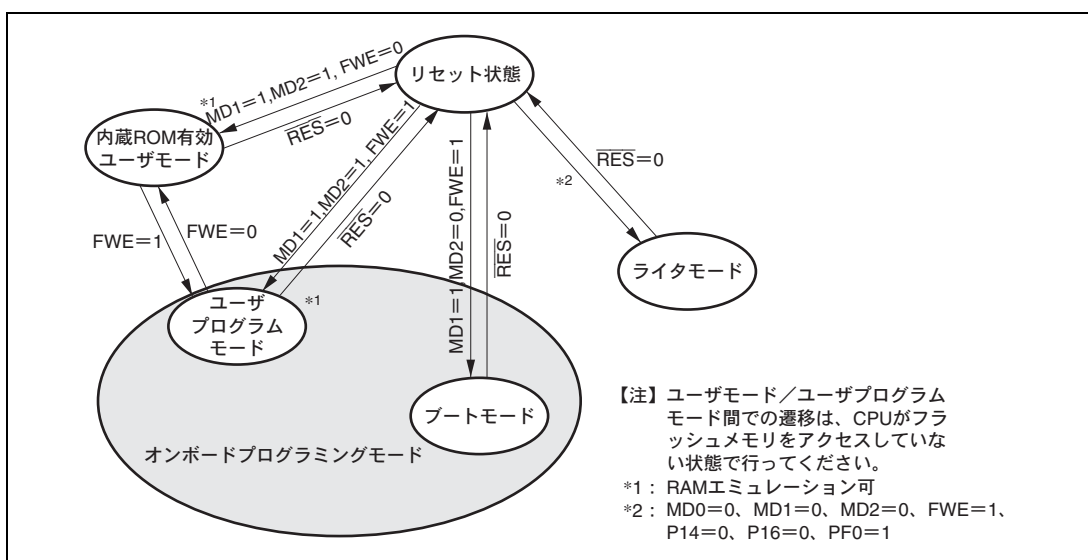 リセット状態
*1
MD1=1,MD2=1, FWE=0
RES=0
内蔵ROM有効
ユーザモード
FWE=1
FWE=0
MD1=1,MD2=1, FWE=1
RES=0
MD1=1,MD2=0,FWE=1
RES=0
*2
RES=0
ライタモード
ユーザ
プログラム
モード
*1
ブートモード
オンボードプログラミングモード
【注】ユーザモード/ユーザプログラム
モード間での遷移は、CPUがフラ
ッシュメモリをアクセスしていな
い状態で行ってください。
*1: RAMエミュレーション可
*2: MD0=0、MD1=0、MD2=0、FWE=1、
P14=0、P16=0、PF0=1